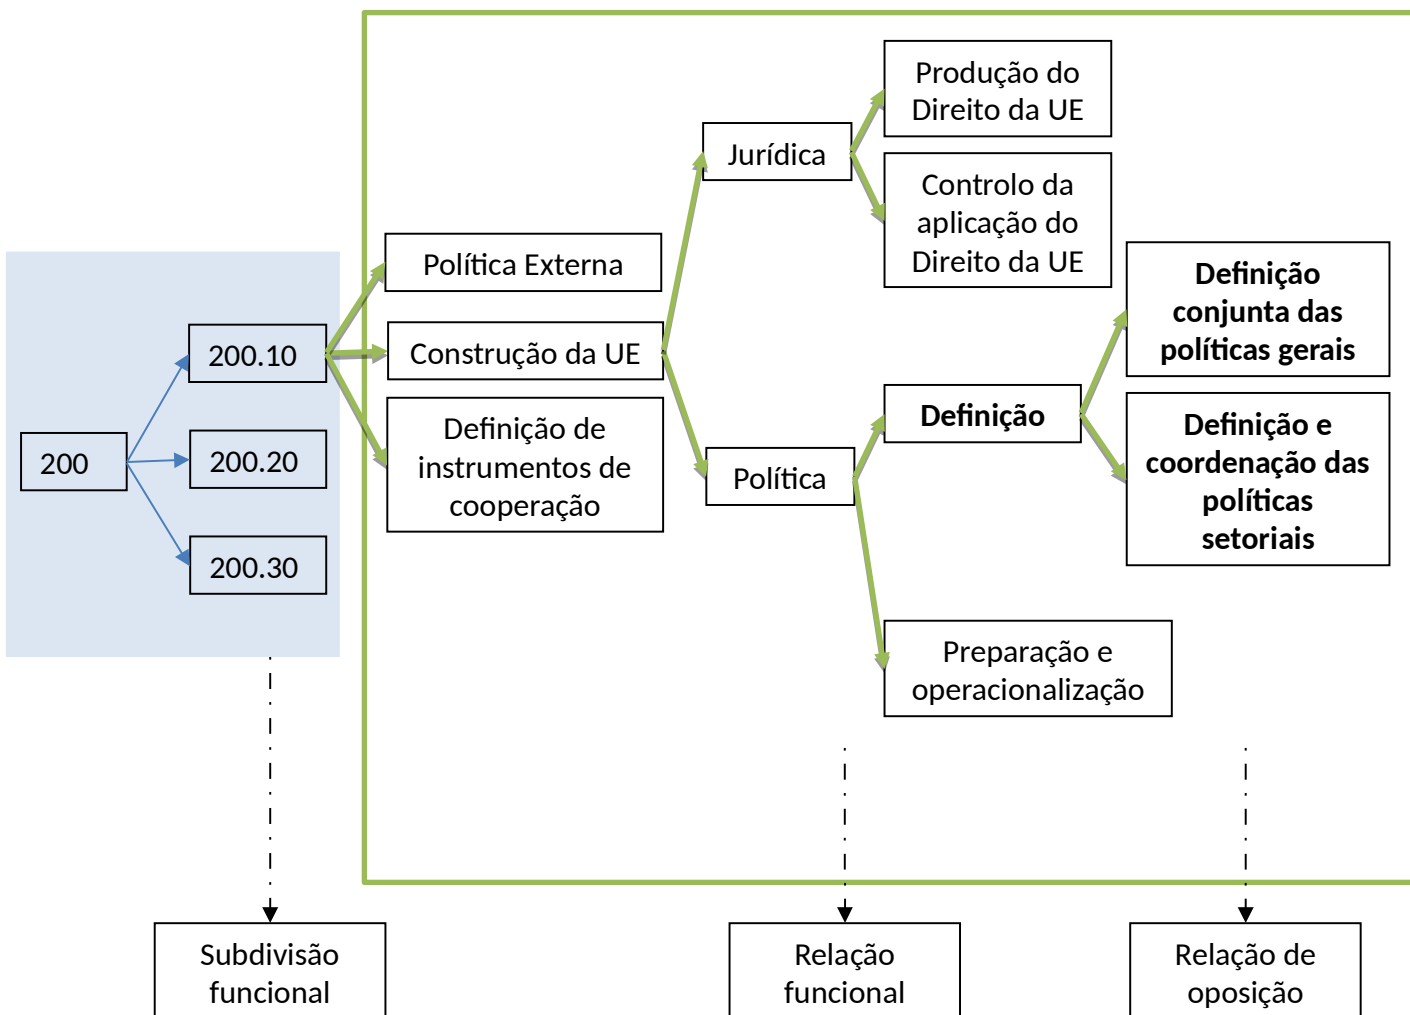 200
200.10
200.20
200.30
Política Externa
Construção da UE
Definição de
instrumentos de
cooperação
Jurídica
Política
Produção do
Direito da UE
Controlo da
aplicação do
Direito da UE
Definição
Preparação e
operacionalização
Definição
conjunta das
políticas gerais
Definição e
coordenação das
políticas
setoriais
Subdivisão
funcional
Relação
funcional
Relação de
oposição